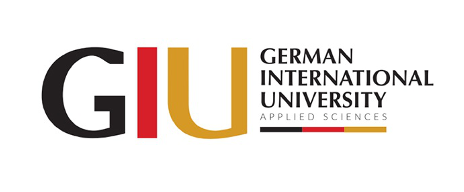 GIU
GERMAN
INTERNATIONAL
UNIVERSITY
APPLIED SCIENCES